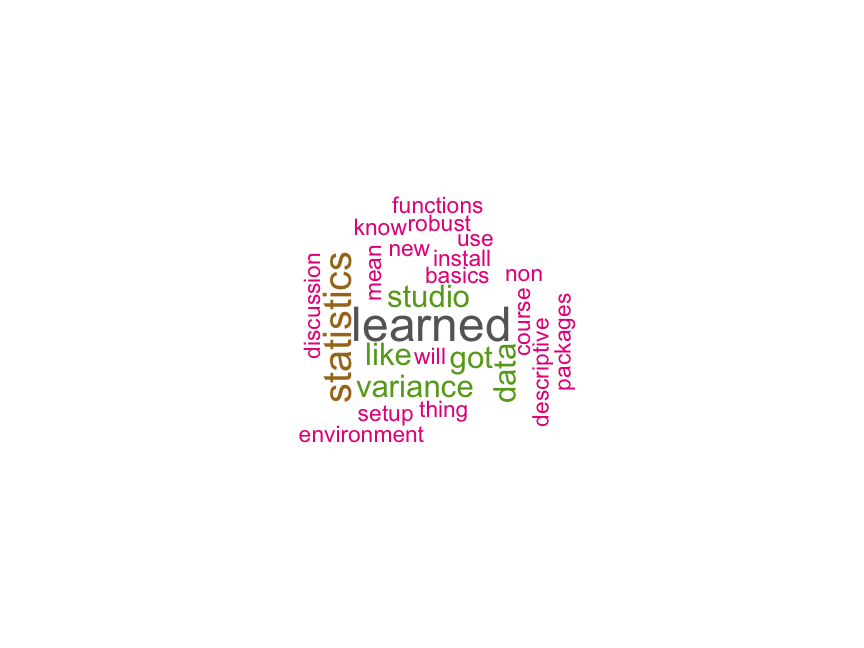 functions
know
robust
use
new
install
mean
basics
non
discussion
statistics
studio
course
packages
learned
descriptive
like
will
got
data
variance
setup
thing
environment